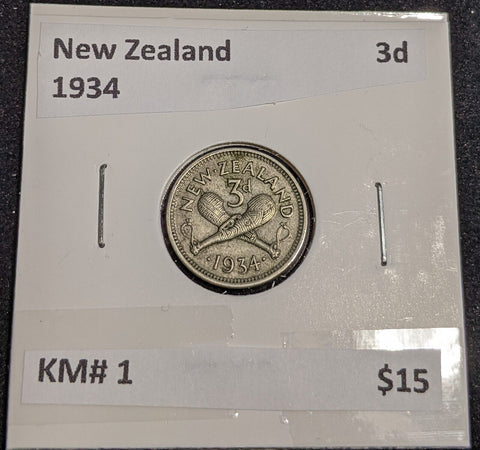 New Zealand 3d
1934
NEW·ZEALAND
3d
·1934·
KM# 1 $15